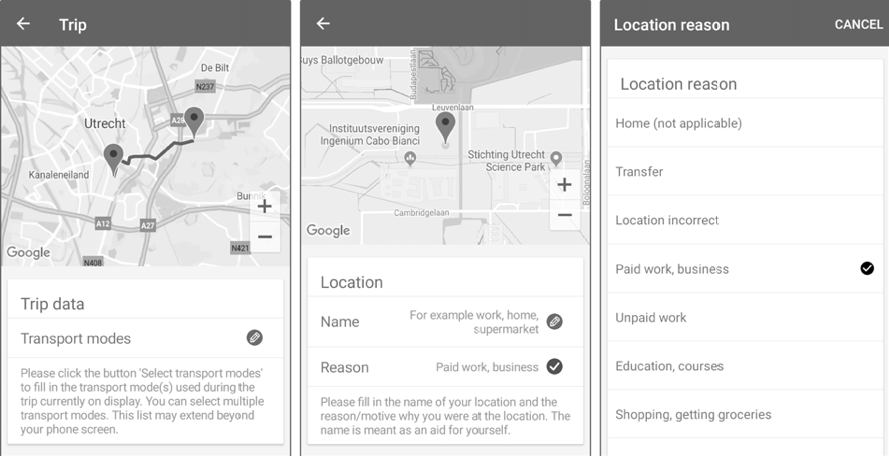 Trip
De Bilt
N237
A28
Utrecht
Kanaleneiland
Bunnik
A12
A27
N421
N408
Google
+
−
Trip data
Transport modes
Please click the button 'Select transport modes'
to fill in the transport mode(s) used during the
trip currently on display. You can select multiple
transport modes. This list may extend beyond
your phone screen.
Buys Ballotgebouw
Budapestlaan
Leuvenlaan
Instituutsvereniging
Ingenium Cabo Bianci
Stichting Utrecht
Science Park
Bolognalaan
Cambridgelaan
Google
+
−
Location
Name
For example work, home,
supermarket
Reason
Paid work, business
Please fill in the name of your location and the
reason/motive why you were at the location. The
name is meant as an aid for yourself.
Location reason
CANCEL
Location reason
Home (not applicable)
Transfer
Location incorrect
Paid work, business
Unpaid work
Education, courses
Shopping, getting groceries